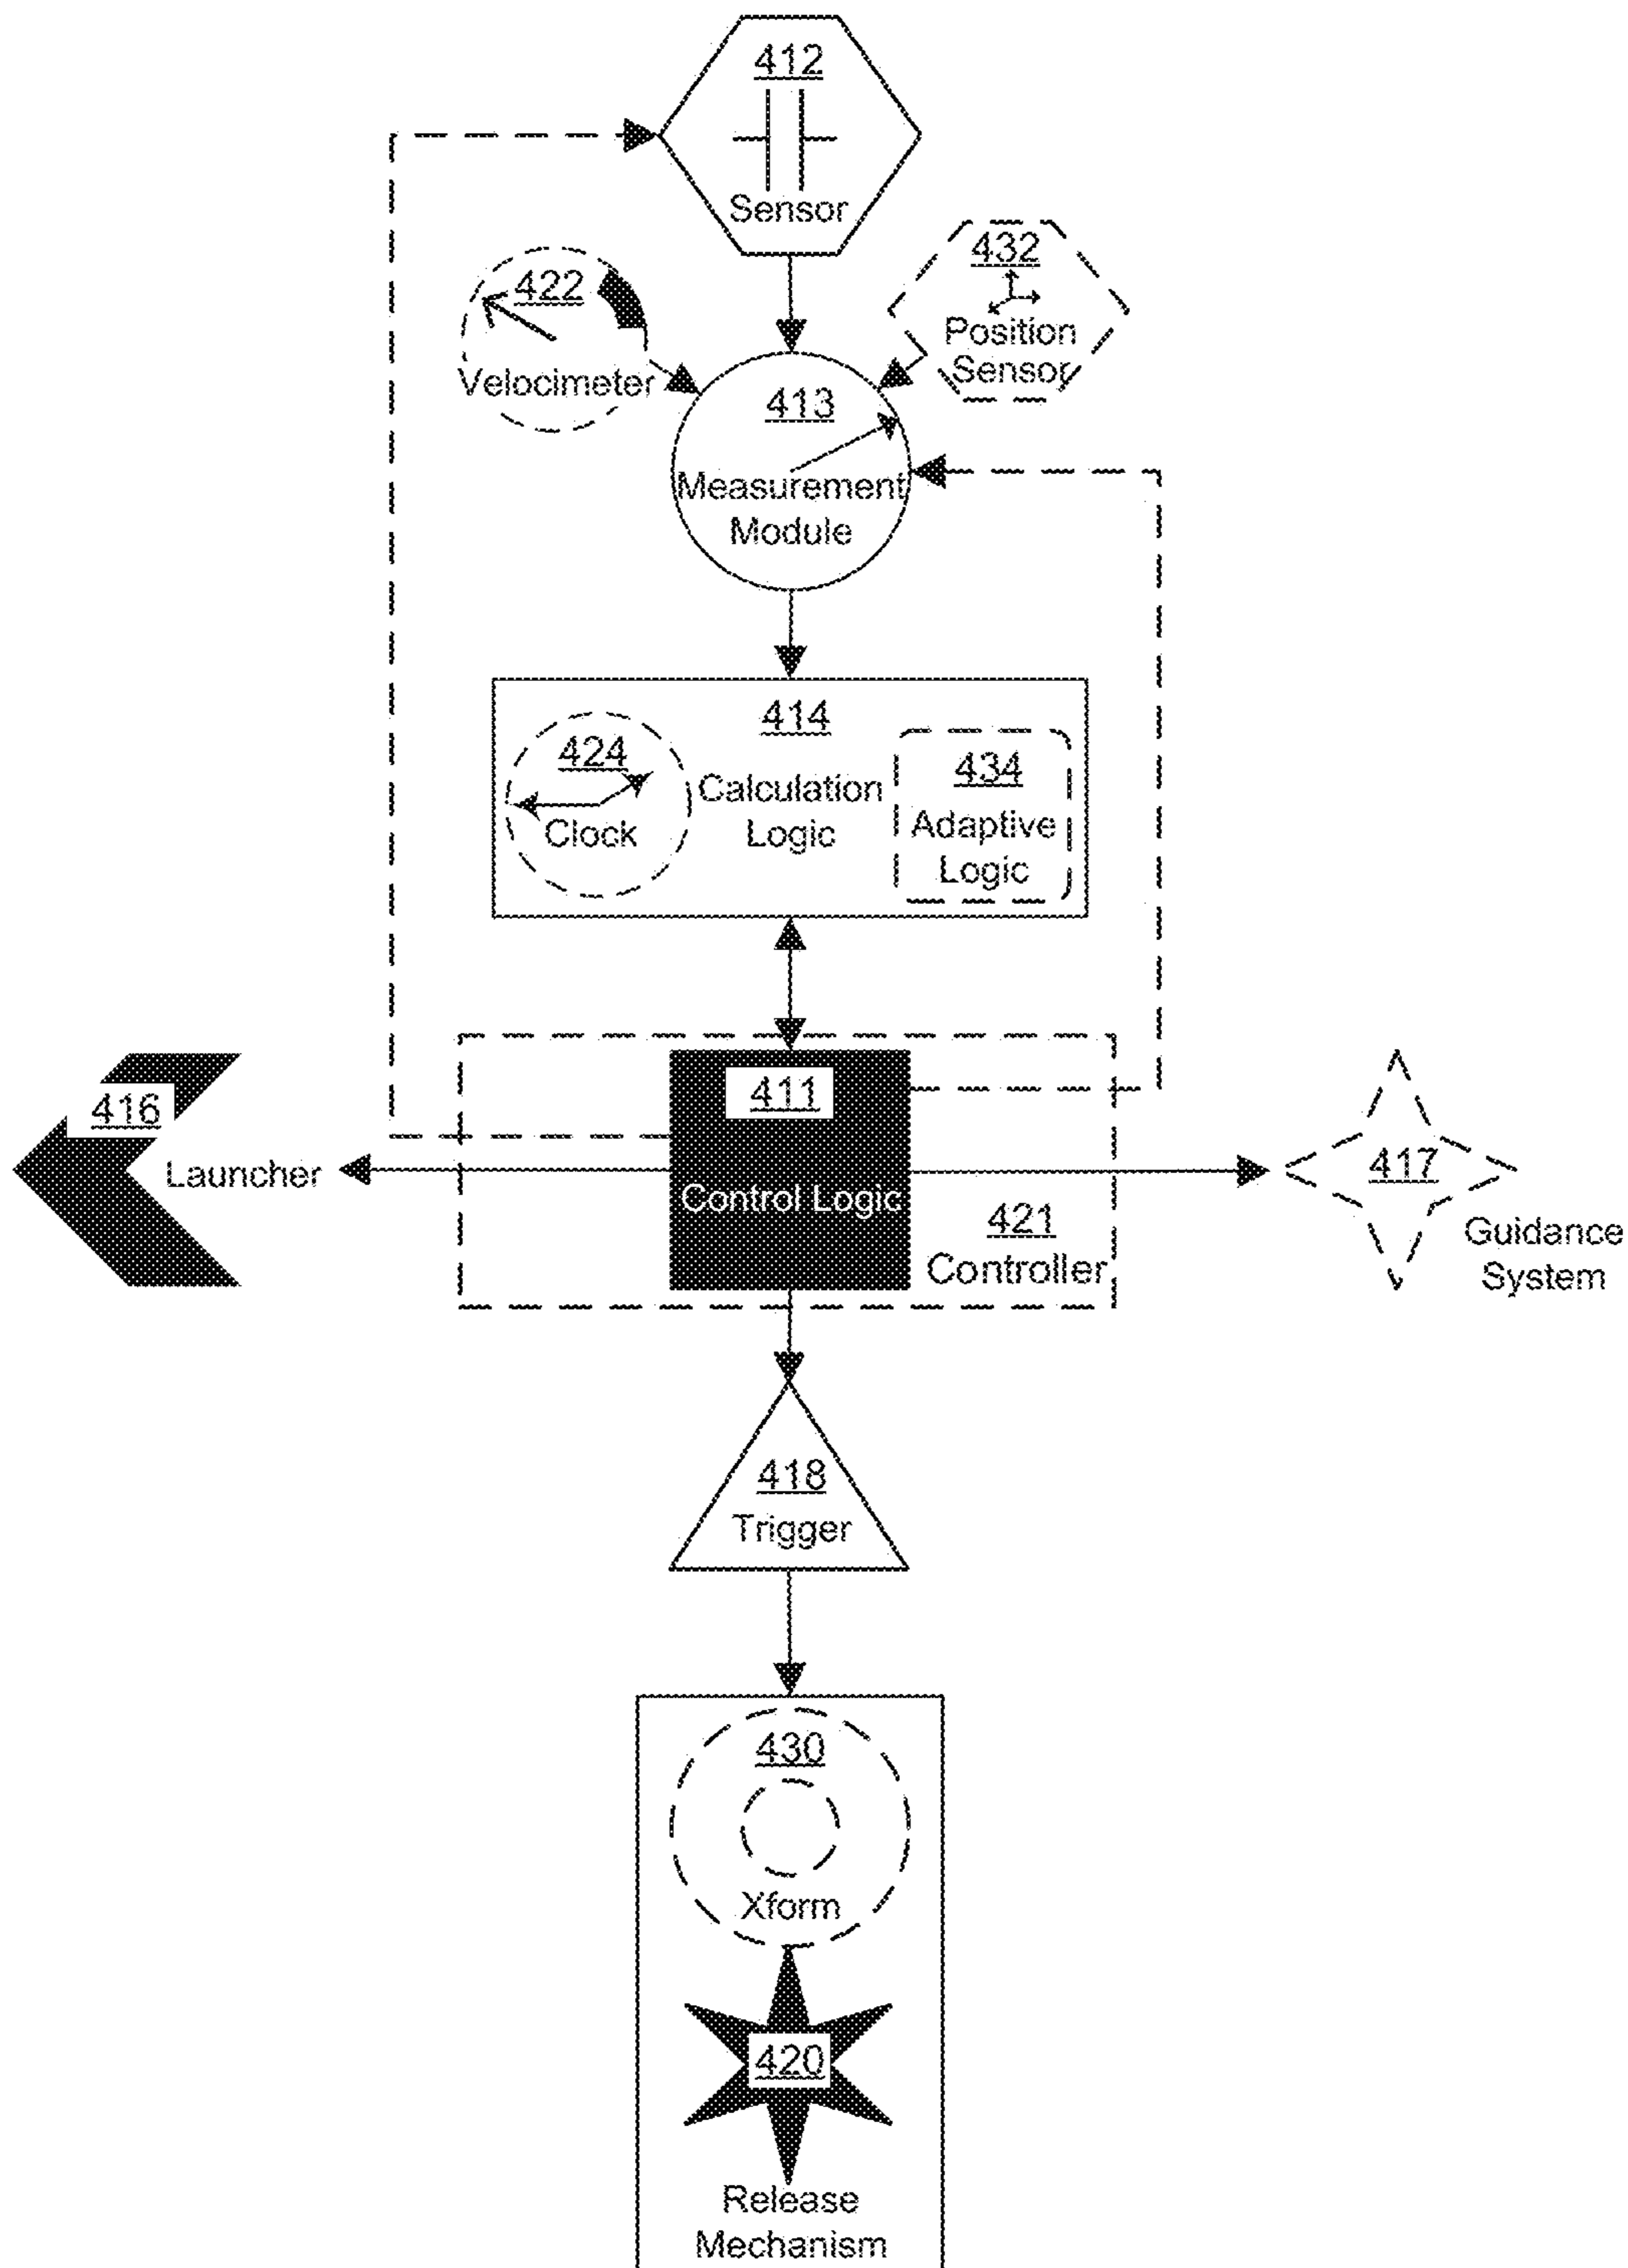 412
Sensor
422
Velocimeter
432
Position
Sensor
413
Measurement
Module
414
424
Clock
Calculation
Logic
434
Adaptive
Logic
416
Launcher
411
Control Logic
421
Controller
417
Guidance
System
418
Trigger
430
Xform
420
Release
Mechanism